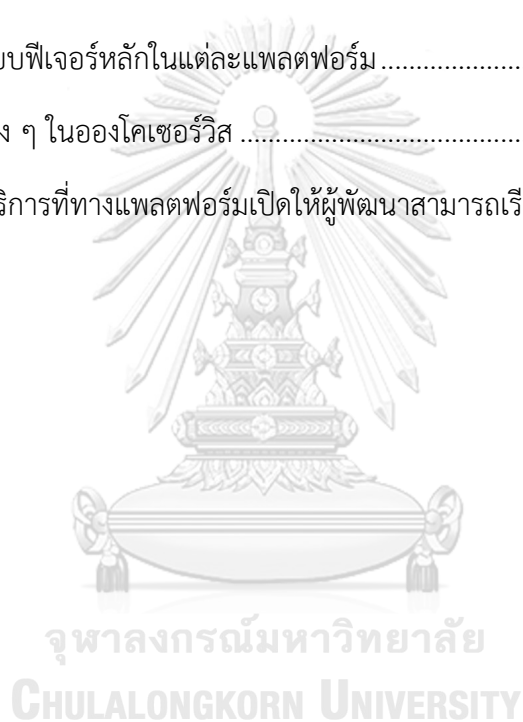 บบฟีเจอร์หลักในแต่ละแพลตฟอร์ม....................
ง ๆ ในอองโคเซอร์วิส........................................
ริการที่ทางแพลตฟอร์มเปิดให้ผู้พัฒนาสามารถเรี
จุฬาลงกรณ์มหาวิทยาลัย
CHULALONGKORN UNIVERSITY